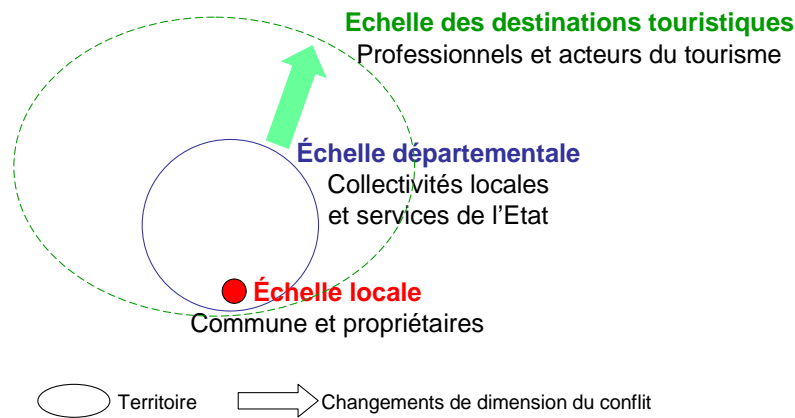 Echelle des destinations touristiques
Professionnels et acteurs du tourisme
Échelle départementale
Collectivités locales
et services de l'Etat
Échelle locale
Commune et propriétaires
Territoire
Changements de dimension du conflit